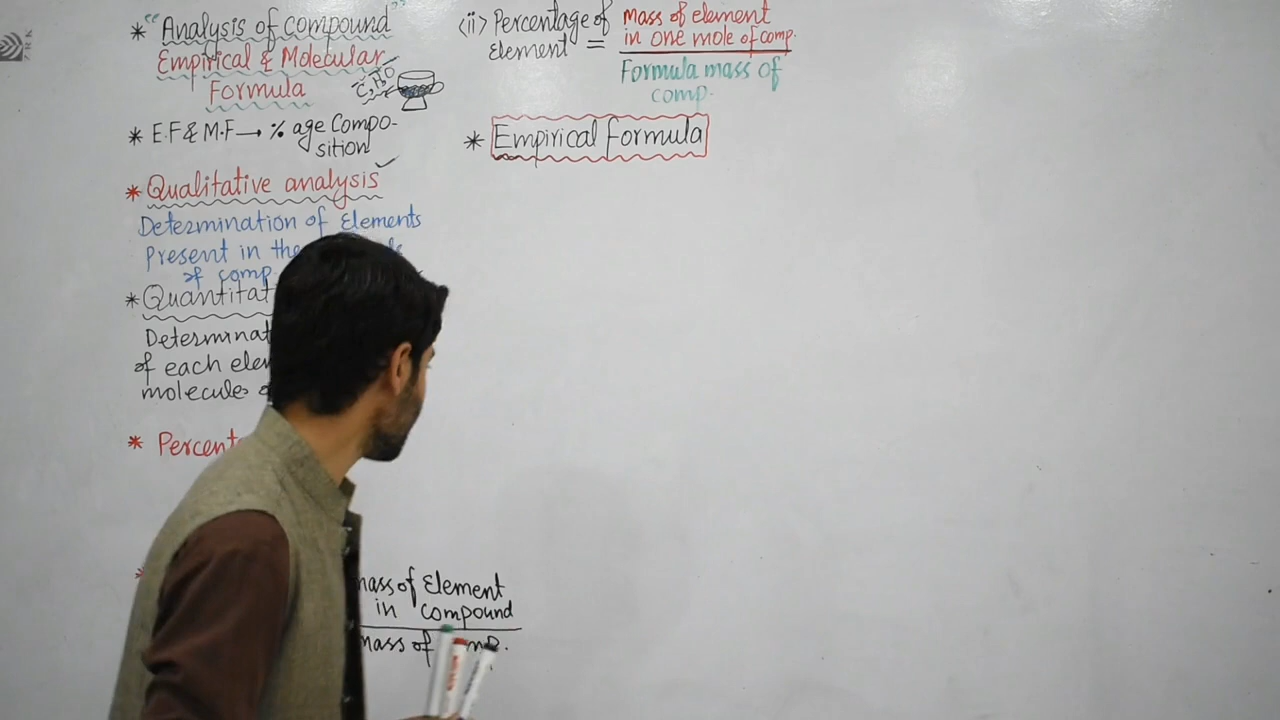 * "Analysis of compound"
Empirical & Molecular
Formula
C, H, O
* E.F & M.F → % age Compo-
sition
* Qualitative analysis
Determination of Elements
Present in the
of comp
* Quantitat
Determinat
of each elem
molecules
* Percent
mass of Element
in compound
mass of
(ii) Percentage of Element = Mass of element
in one mole of comp.
Formula mass of
comp.
* Empirical formula